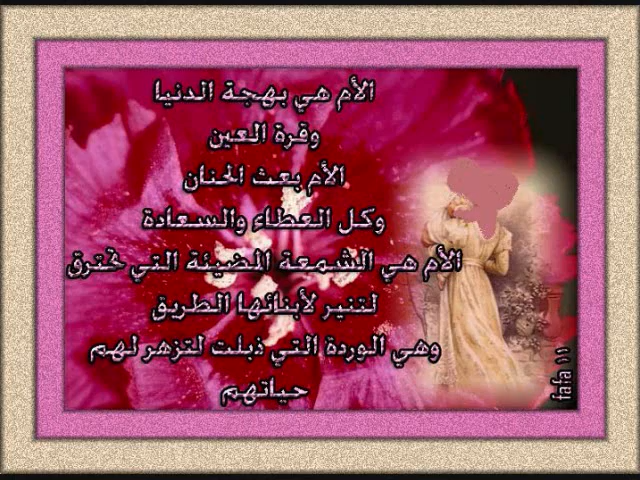 الأم هي بهجة الدنيا
وقرة العين
الأم بعث الحنان
وكل العطاء والسعادة
الأم هي الشمعة المضيئة التي تحترق
لتنير لأبنائها الطريق
وهي الوردة التي ذبلت لتزهر لهم
حياتهم
fafa 11